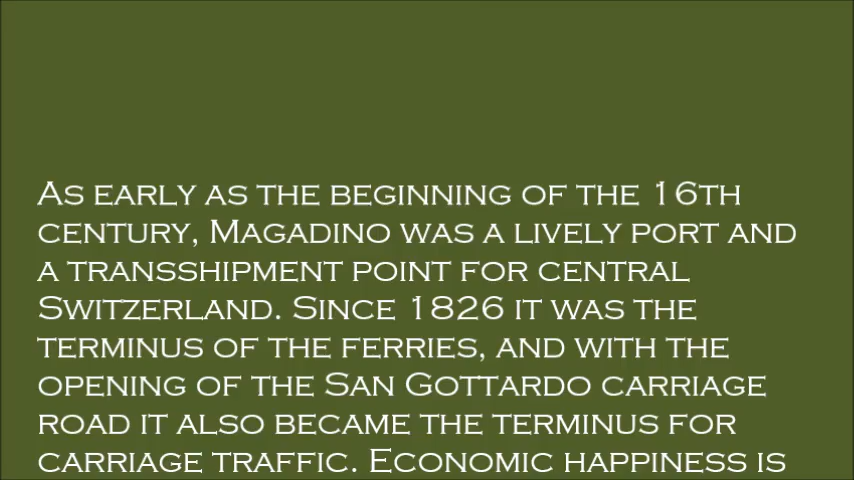 As early as the beginning of the 16th
century, Magadino was a lively port and
a transshipment point for central
Switzerland. Since 1826 it was the
terminus of the ferries, and with the
opening of the San Gottardo carriage
road it also became the terminus for
carriage traffic. Economic happiness is